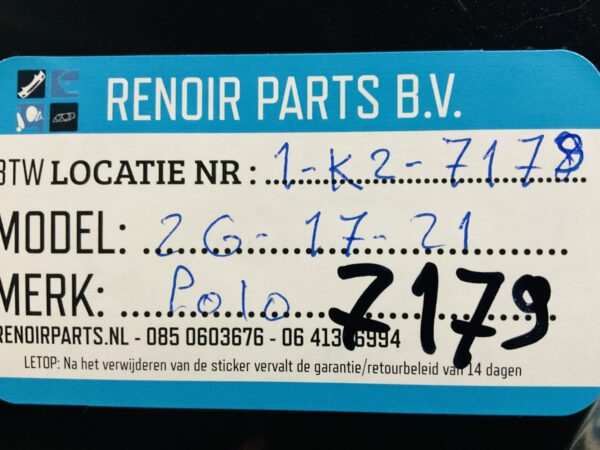 RENOIR PARTS B.V.
BTW LOCATIE NR : 1-K2-7179
MODEL: 2G-17-21
MERK: Polo 7179
RENOIRPARTS.NL - 085 0603676 - 06 413 6994
LETOP: Na het verwijderen van de sticker vervalt de garantie/retourbeleid van 14 dagen